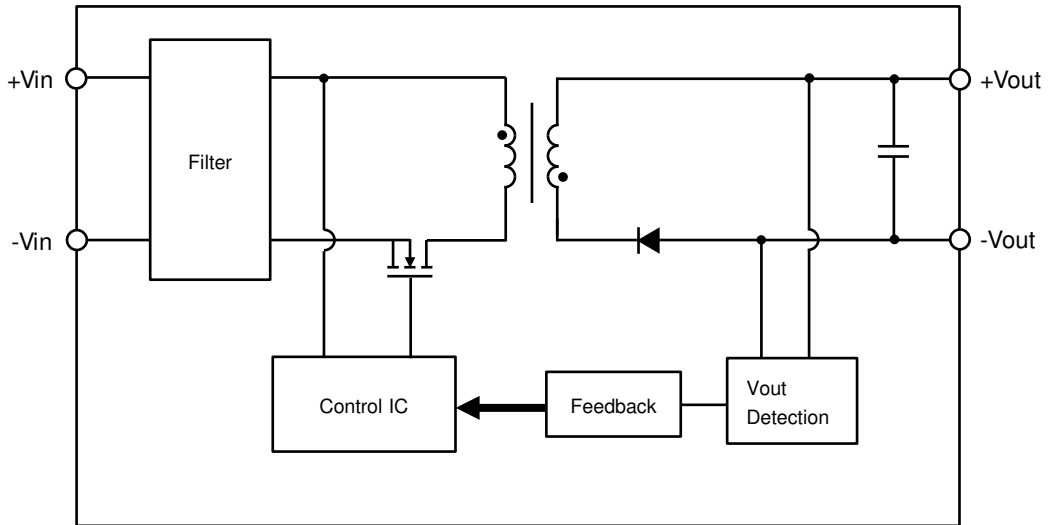 +Vin
+Vout
Filter
-Vin
-Vout
Control IC
Feedback
Vout
Detection